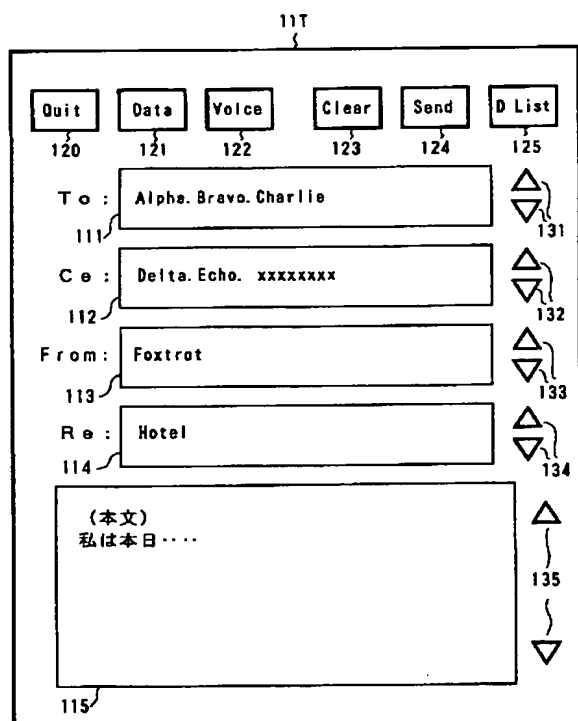 11T
Quit Data Voice Clear Send D List
120 121 122 123 124 125
To: Alpha.Bravo.Charlie
111 131
Ce: Delta.Echo. xxxxxxxx
112 132
From: Foxtrot
113 133
Re: Hotel
114 134
(本文)
私は本日‥‥
135
115